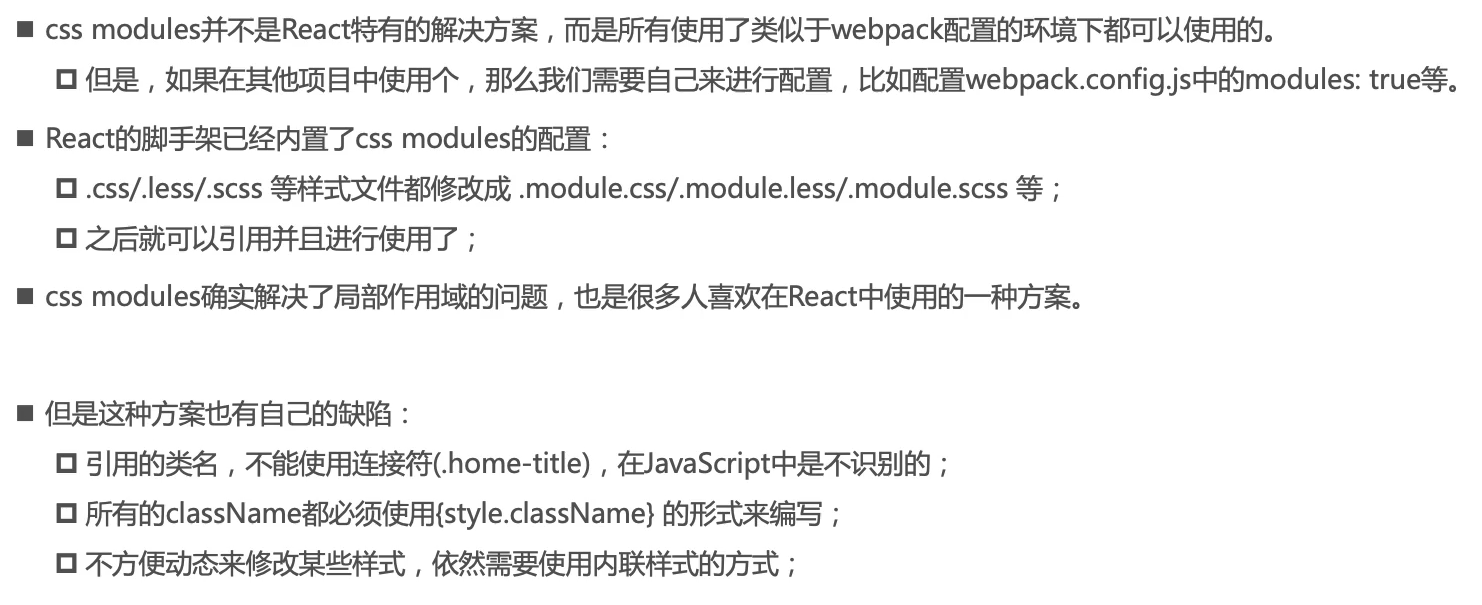 ■ css modules并不是React特有的解决方案，而是所有使用了类似于webpack配置的环境下都可以使用的。
但是，如果在其他项目中使用个，那么我们需要自己来进行配置，比如配置webpack.config.js中的modules: true等。
■ React的脚手架已经内置了css modules的配置：
.css/.less/.scss 等样式文件都修改成 .module.css/.module.less/.module.scss 等；
之后就可以引用并且进行使用了；
■ css modules确实解决了局部作用域的问题，也是很多人喜欢在React中使用的一种方案。
■ 但是这种方案也有自己的缺陷：
引用的类名，不能使用连接符(.home-title)，在JavaScript中是不识别的；
所有的className都必须使用{style.className} 的形式来编写；
不方便动态来修改某些样式，依然需要使用内联样式的方式；